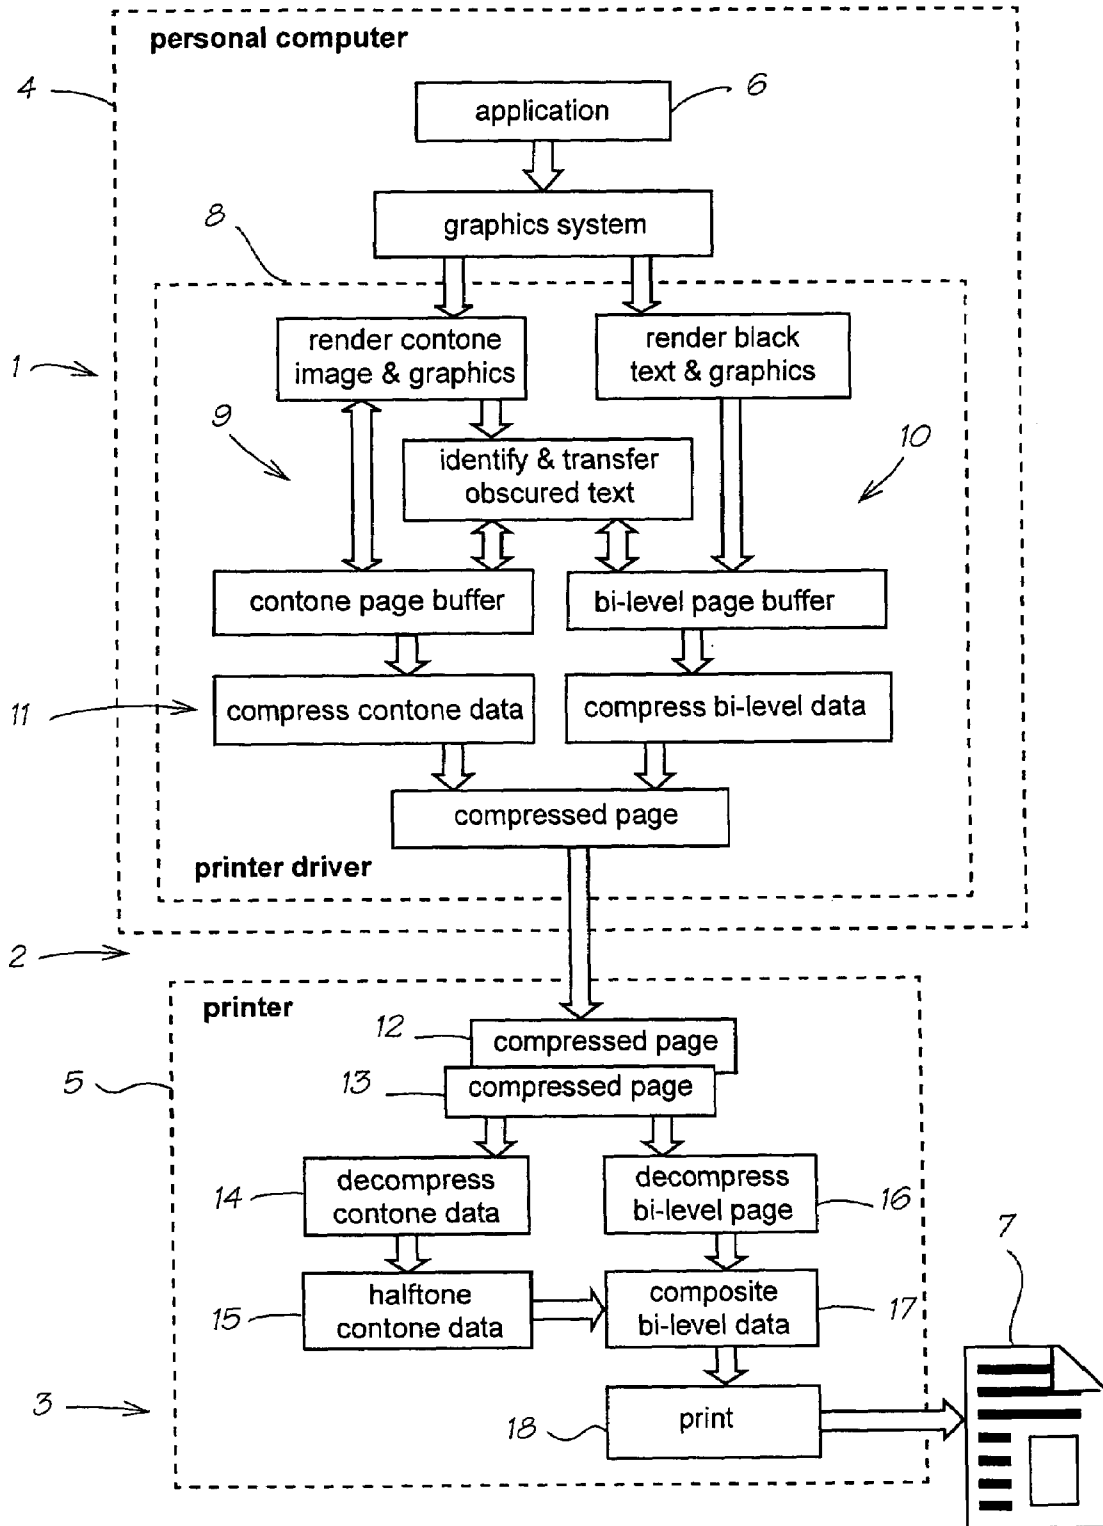 personal computer
4
application
6
graphics system
8
render contone
image & graphics
render black
text & graphics
1
9
identify & transfer
obscured text
10
contone page buffer
bi-level page buffer
11
compress contone data
compress bi-level data
compressed page
printer driver
2
printer
12
compressed page
5
13
compressed page
14
decompress
contone data
decompress
bi-level page
16
7
15
halftone
contone data
composite
bi-level data
17
3
18
print